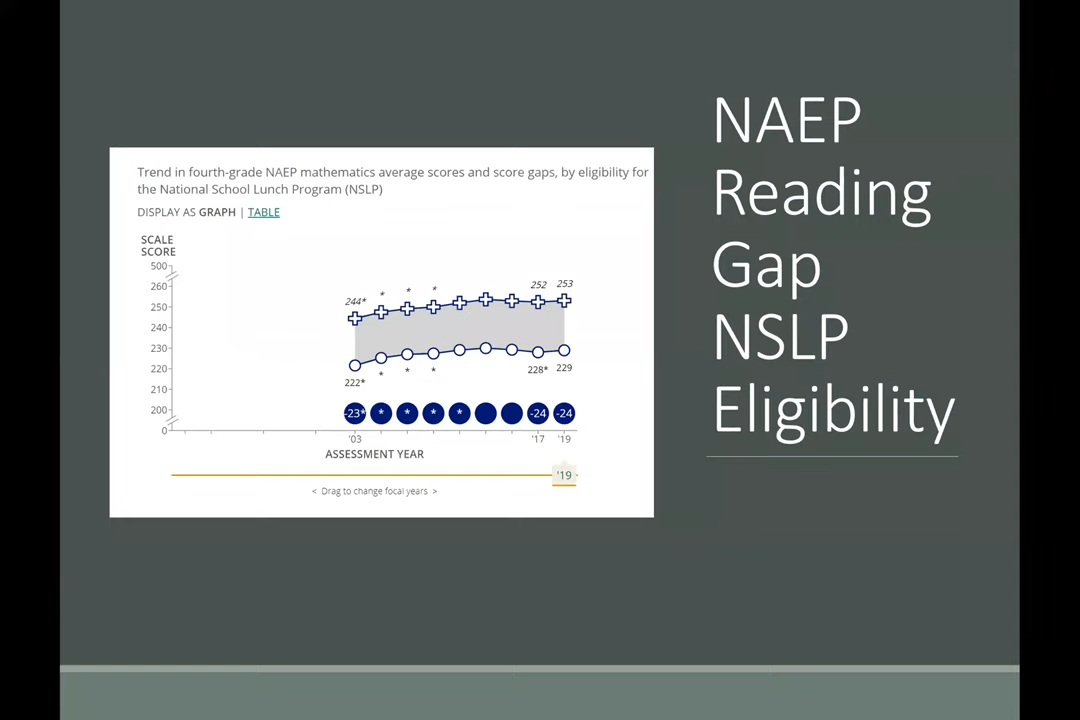 NAEP
Reading
Gap
NSLP
Eligibility
Trend in fourth-grade NAEP mathematics average scores and score gaps, by eligibility for
the National School Lunch Program (NSLP)
DISPLAY AS GRAPH | TABLE
SCALE
SCORE
500
260
250
240
230
220
210
200
0
244* * * * 252 253
222* * * * 228* 229
-23* * * * * -24 -24
'03 '17 '19
ASSESSMENT YEAR
'19
< Drag to change focal years >